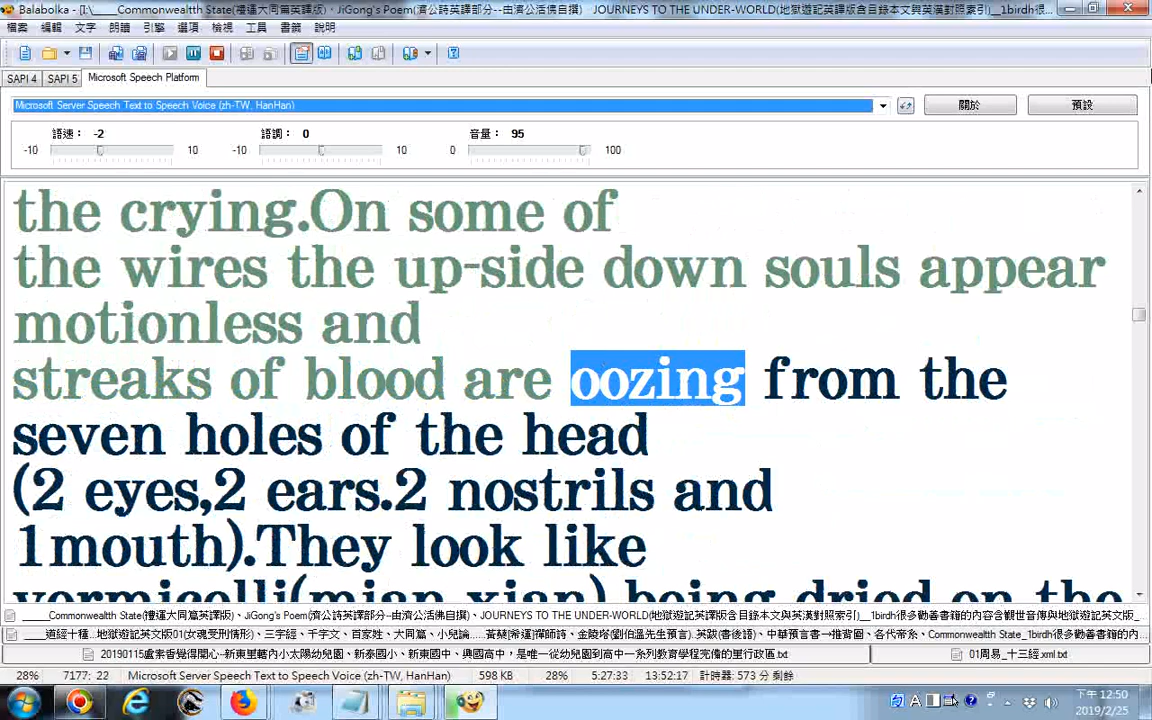 Balabolka - [I:\_____Commonwealth State(禮運大同篇英譯版)、JiGong's Poem(濟公詩英譯部分--由濟公活佛自撰) JOURNEYS TO THE UNDER-WORLD(地獄遊記英譯版含目錄本文與英漢對照索引)__1birdh很...
檔案 編輯 文字 朗讀 引擎 選項 檢視 工具 書籤 說明
SAPI 4 SAPI 5 Microsoft Speech Platform
Microsoft Server Speech Text to Speech Voice (zh-TW, HanHan)
關於 預設
語速： -2 語調： 0 音量： 95
-10 10 -10 10 0 100
the crying.On some of
the wires the up-side down souls appear
motionless and
streaks of blood are oozing from the
seven holes of the head
(2 eyes,2 ears.2 nostrils and
1mouth).They look like
vermicelli(mian xian) being dried on the
_____Commonwealth State(禮運大同篇英譯版)、JiGong's Poem(濟公詩英譯部分--由濟公活佛自撰)、JOURNEYS TO THE UNDER-WORLD(地獄遊記英譯版含目錄本文與英漢對照索引)__1birdh很多勸善書籍的內容含觀世音傳與地獄遊記英文版_
____道經十種...地獄遊記英文版01(女魂受刑情形)、三字經、千字文、百家姓、大同篇、小兒論......黃蘗[希運]禪師詩、金陵塔(劉伯溫先生預言).英跋(書後語)、中華預言書一推背圖、各代帝系、Commonwealth State_1birdh很多勸善書籍的內...
20190115盧素香覺得開心--新東里轄內小太陽幼兒園、新泰國小、新東國中、興國高中，是唯一從幼兒園到高中一系列教育學程完備的里行政區.txt 01周易_十三經.xml.txt
28% 7177: 22 Microsoft Server Speech Text to Speech Voice (zh-TW, HanHan) 598 KB 28% 5:27:33 13:52:17 計時器: 573 分 剩餘
下午 12:50
2019/2/25